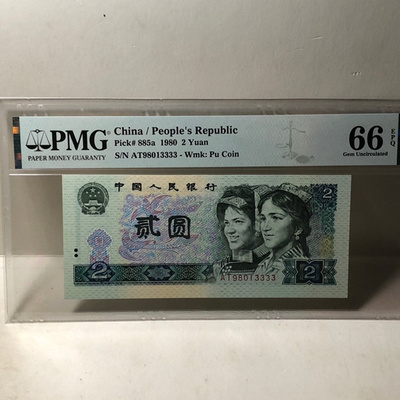 PMG
PAPER MONEY GUARANTY
China / People's Republic
Pick# 885a 1980 2 Yuan
S/N AT98013333 - Wmk: Pu Coin
66 EPQ
Gem Uncirculated
中国人民银行
2
贰圆
2
2
AT98013333